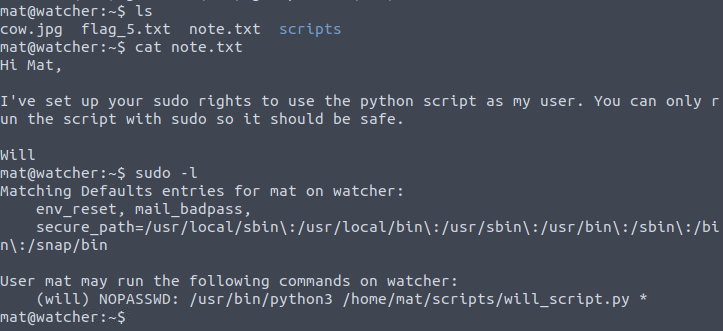 mat@watcher:~$ ls
cow.jpg  flag_5.txt  note.txt  scripts
mat@watcher:~$ cat note.txt
Hi Mat,
I've set up your sudo rights to use the python script as my user. You can only r
un the script with sudo so it should be safe.
Will
mat@watcher:~$ sudo -l
Matching Defaults entries for mat on watcher:
    env_reset, mail_badpass,
    secure_path=/usr/local/sbin\:/usr/local/bin\:/usr/sbin\:/usr/bin\:/sbin\:/bi
n\:/snap/bin
User mat may run the following commands on watcher:
    (will) NOPASSWD: /usr/bin/python3 /home/mat/scripts/will_script.py *
mat@watcher:~$